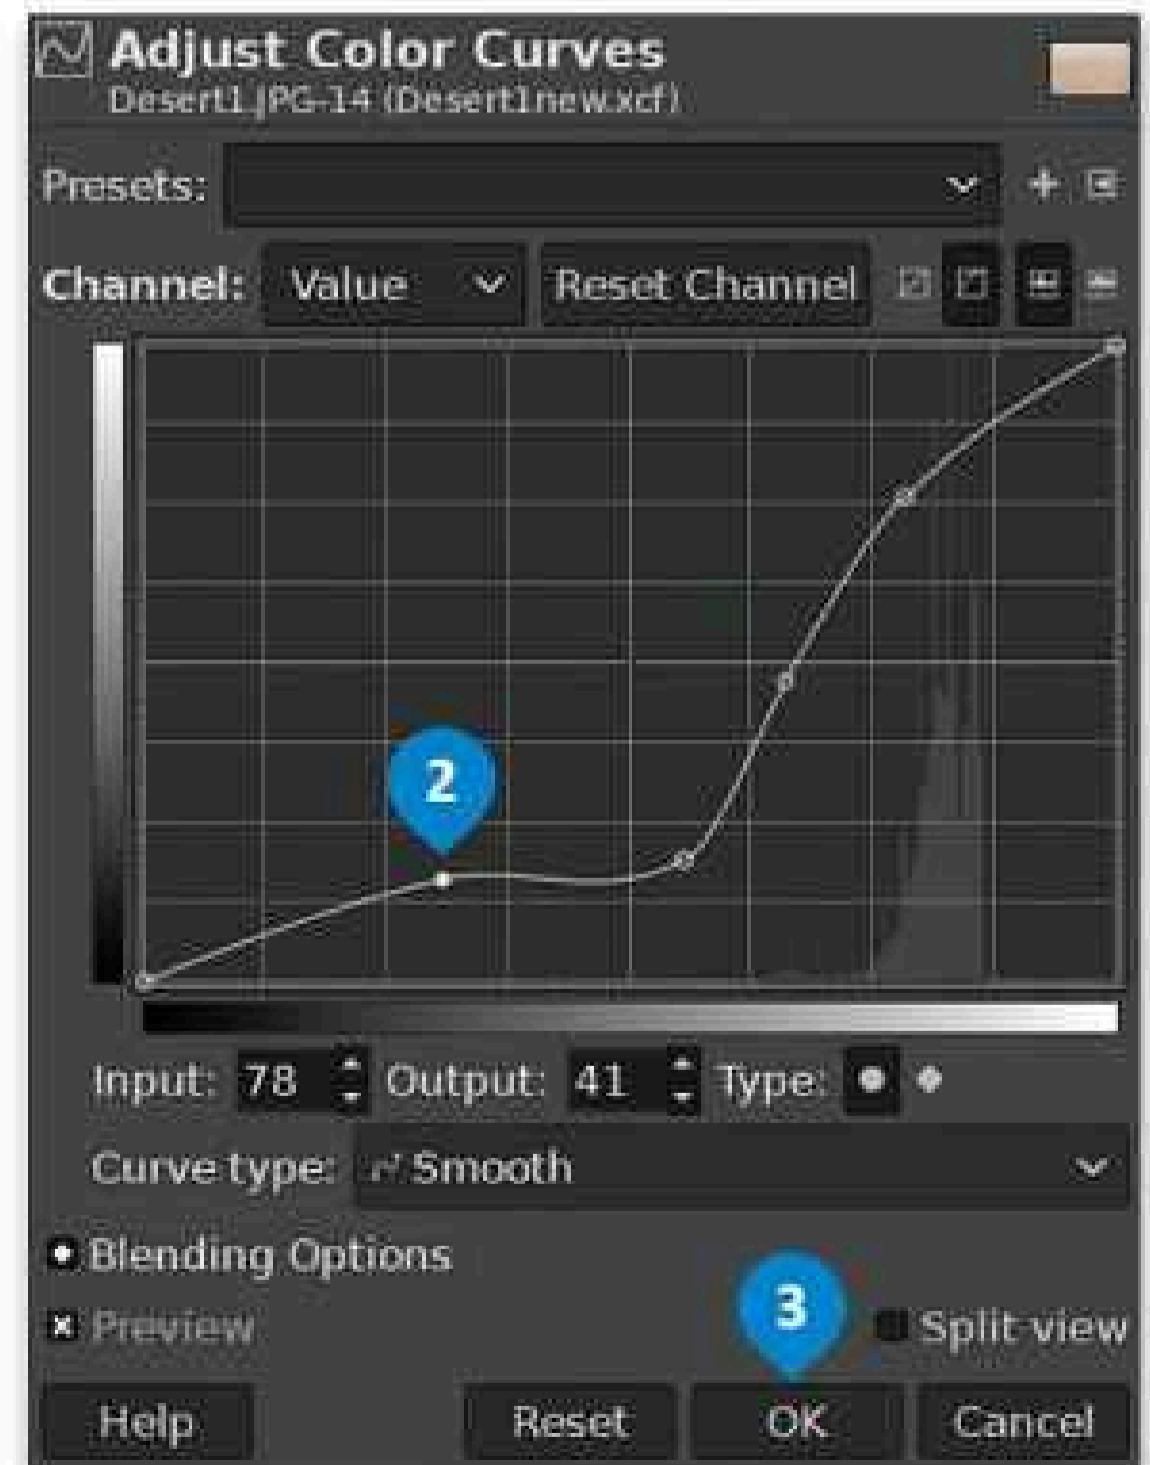 Adjust Color Curves
Desert1.JPG-14 (Desert1new.xcf)
Presets:
Channel: Value Reset Channel
2
Input: 78 Output: 41 Type:
Curve type: Smooth
Blending Options
3
Preview Split view
Help Reset OK Cancel